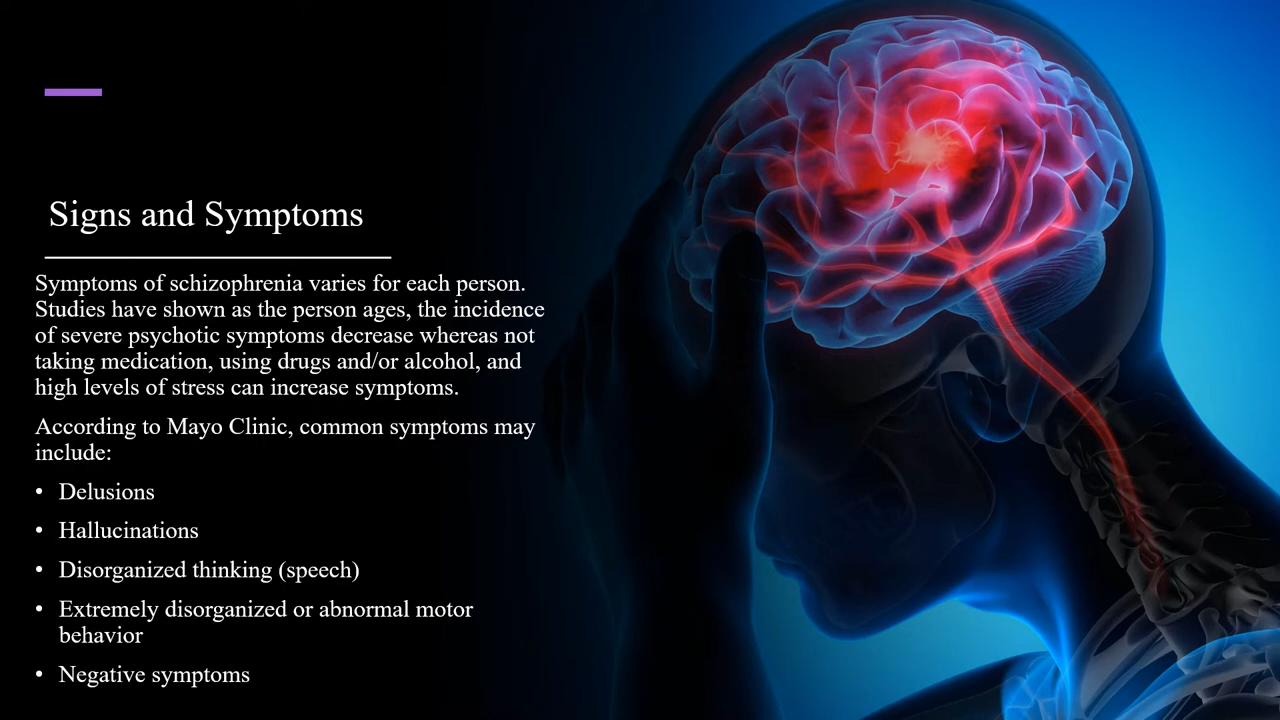 Signs and Symptoms
Symptoms of schizophrenia varies for each person.
Studies have shown as the person ages, the incidence
of severe psychotic symptoms decrease whereas not
taking medication, using drugs and/or alcohol, and
high levels of stress can increase symptoms.
According to Mayo Clinic, common symptoms may
include:
• Delusions
• Hallucinations
• Disorganized thinking (speech)
• Extremely disorganized or abnormal motor
behavior
• Negative symptoms